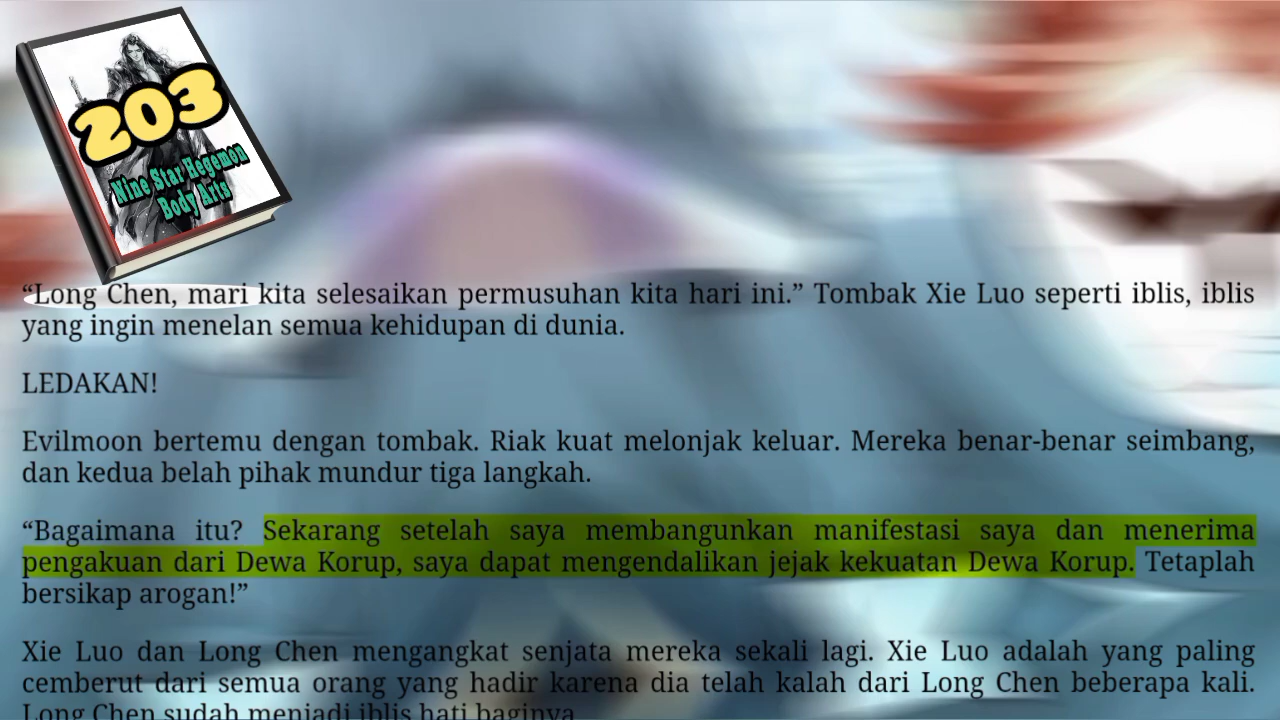 203
Nine Star Hegemon
Body Arts
“Long Chen, mari kita selesaikan permusuhan kita hari ini.” Tombak Xie Luo seperti iblis, iblis
yang ingin menelan semua kehidupan di dunia.
LEDAKAN!
Evilmoon bertemu dengan tombak. Riak kuat melonjak keluar. Mereka benar-benar seimbang,
dan kedua belah pihak mundur tiga langkah.
“Bagaimana itu? Sekarang setelah saya membangunkan manifestasi saya dan menerima
pengakuan dari Dewa Korup, saya dapat mengendalikan jejak kekuatan Dewa Korup. Tetaplah
bersikap arogan!”
Xie Luo dan Long Chen mengangkat senjata mereka sekali lagi. Xie Luo adalah yang paling
cemberut dari semua orang yang hadir karena dia telah kalah dari Long Chen beberapa kali.
Long Chen sudah menjadi iblis hati baginya